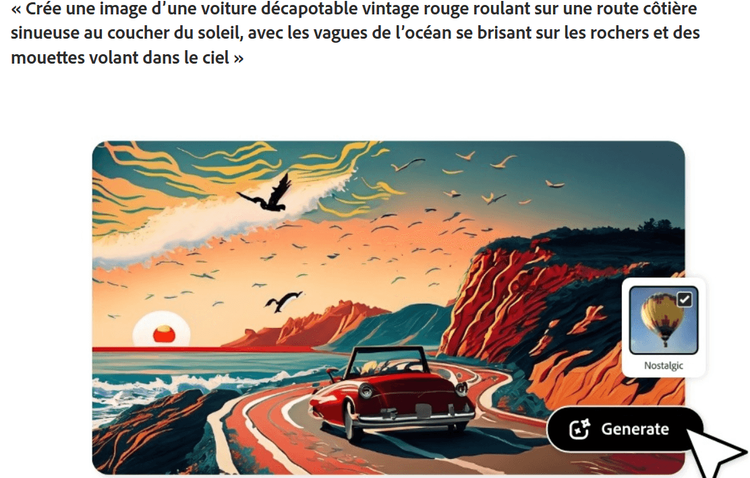 « Crée une image d’une voiture décapotable vintage rouge roulant sur une route côtière
sinueuse au coucher du soleil, avec les vagues de l’océan se brisant sur les rochers et des
mouettes volant dans le ciel »
Nostalgic
Generate